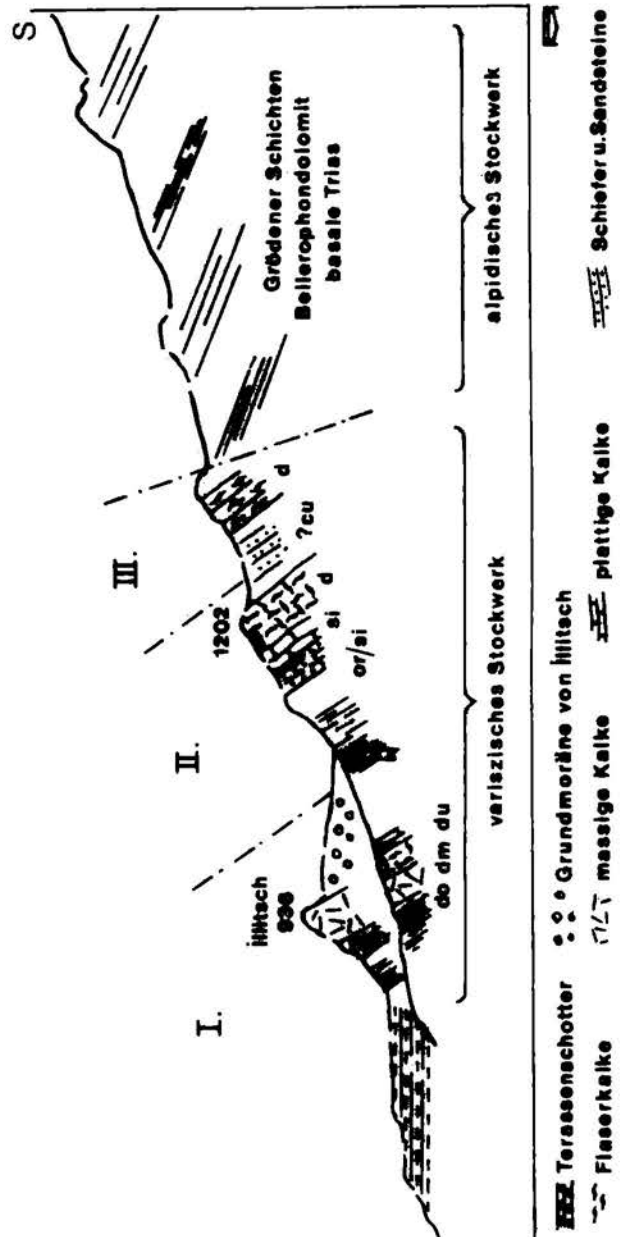 S
I.
II.
III.
Illitsch
936
1202
do dm du
or/si
si
d
?cu
d
Grödener Schichten
Bellerophondolomit
basale Trias
variszisches Stockwerk
alpidisches Stockwerk
Terassenschotter
Grundmoräne von Illitsch
Flaserkalke
massige Kalke
plattige Kalke
Schiefer u.Sandsteine